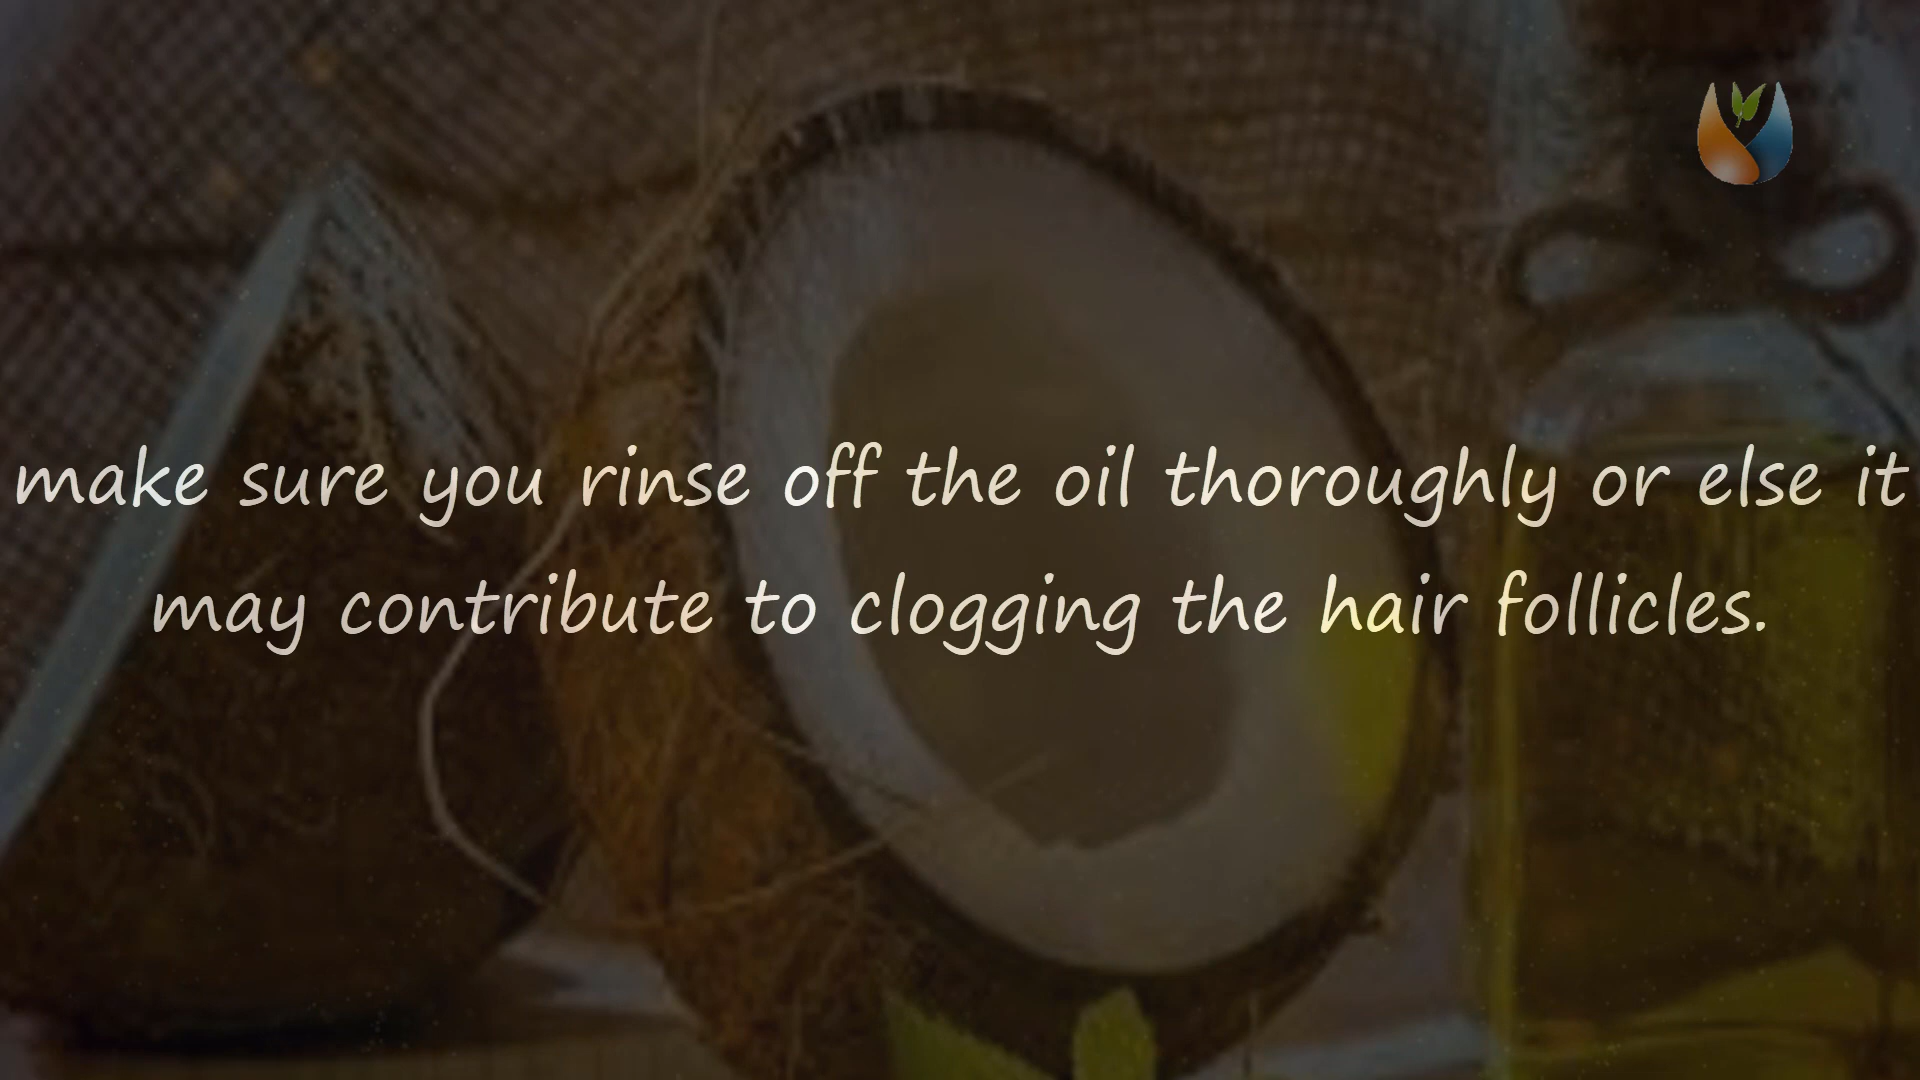 make sure you rinse off the oil thoroughly or else it
may contribute to clogging the hair follicles.